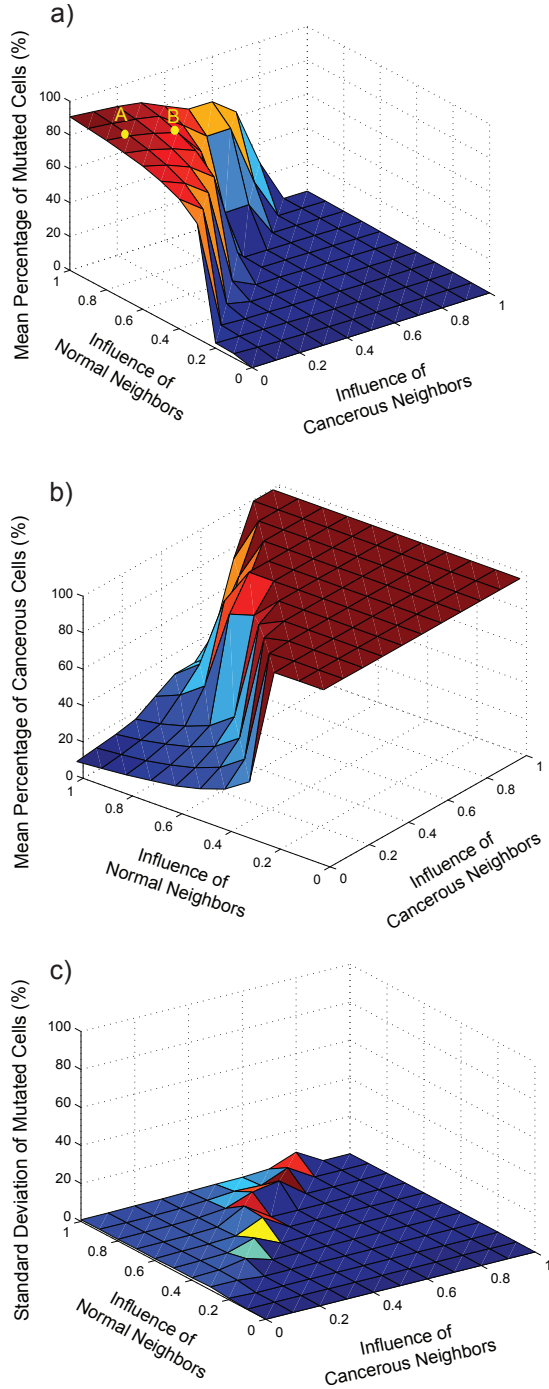 a)
Mean Percentage of Mutated Cells (%)
100
80
60
40
20
0
A
B
1
0.8
0.6
0.4
0.2
0
Influence of
Normal Neighbors
0
0.2
0.4
0.6
0.8
1
Influence of
Cancerous Neighbors
b)
Mean Percentage of Cancerous Cells (%)
100
80
60
40
20
0
1
0.8
0.6
0.4
0.2
0
Influence of
Normal Neighbors
0
0.2
0.4
0.6
0.8
1
Influence of
Cancerous Neighbors
c)
Standard Deviation of Mutated Cells (%)
100
80
60
40
20
0
1
0.8
0.6
0.4
0.2
0
Influence of
Normal Neighbors
0
0.2
0.4
0.6
0.8
1
Influence of
Cancerous Neighbors